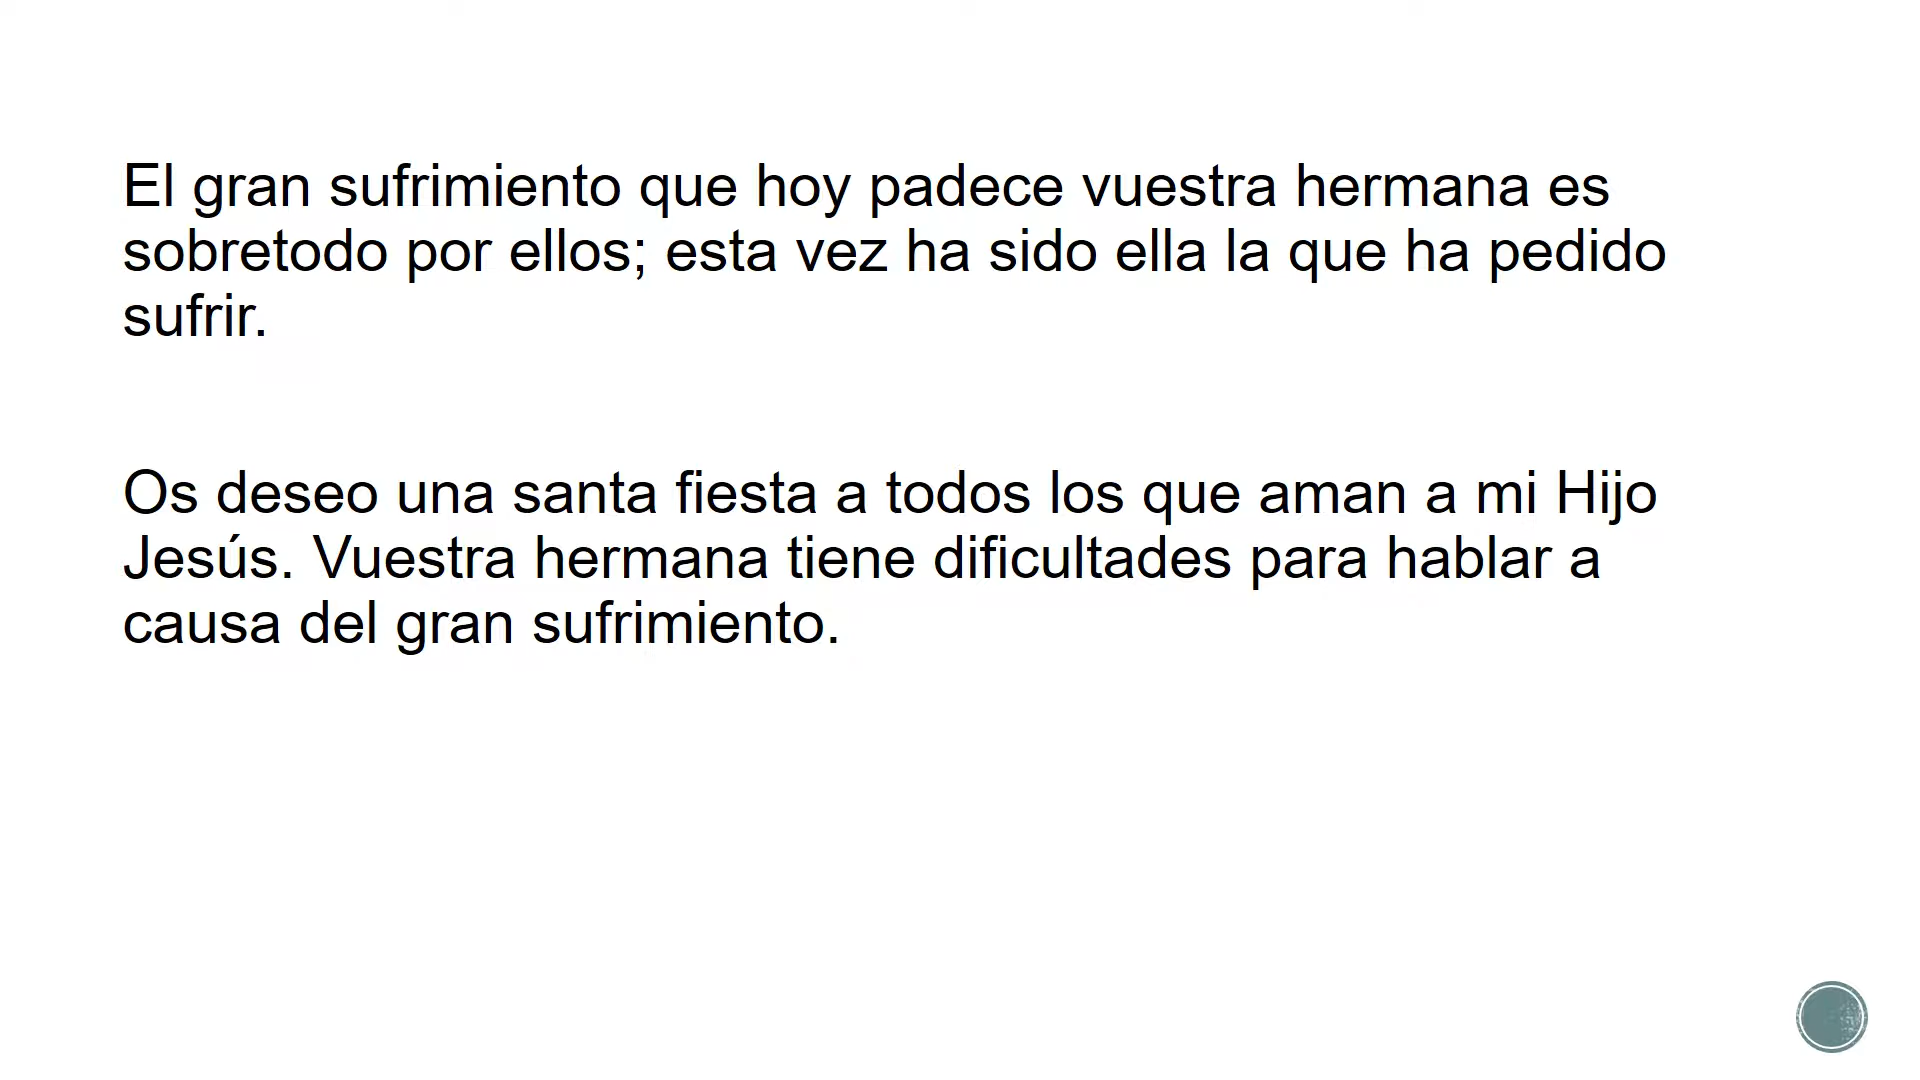 El gran sufrimiento que hoy padece vuestra hermana es
sobretodo por ellos; esta vez ha sido ella la que ha pedido
sufrir.
Os deseo una santa fiesta a todos los que aman a mi Hijo
Jesús. Vuestra hermana tiene dificultades para hablar a
causa del gran sufrimiento.